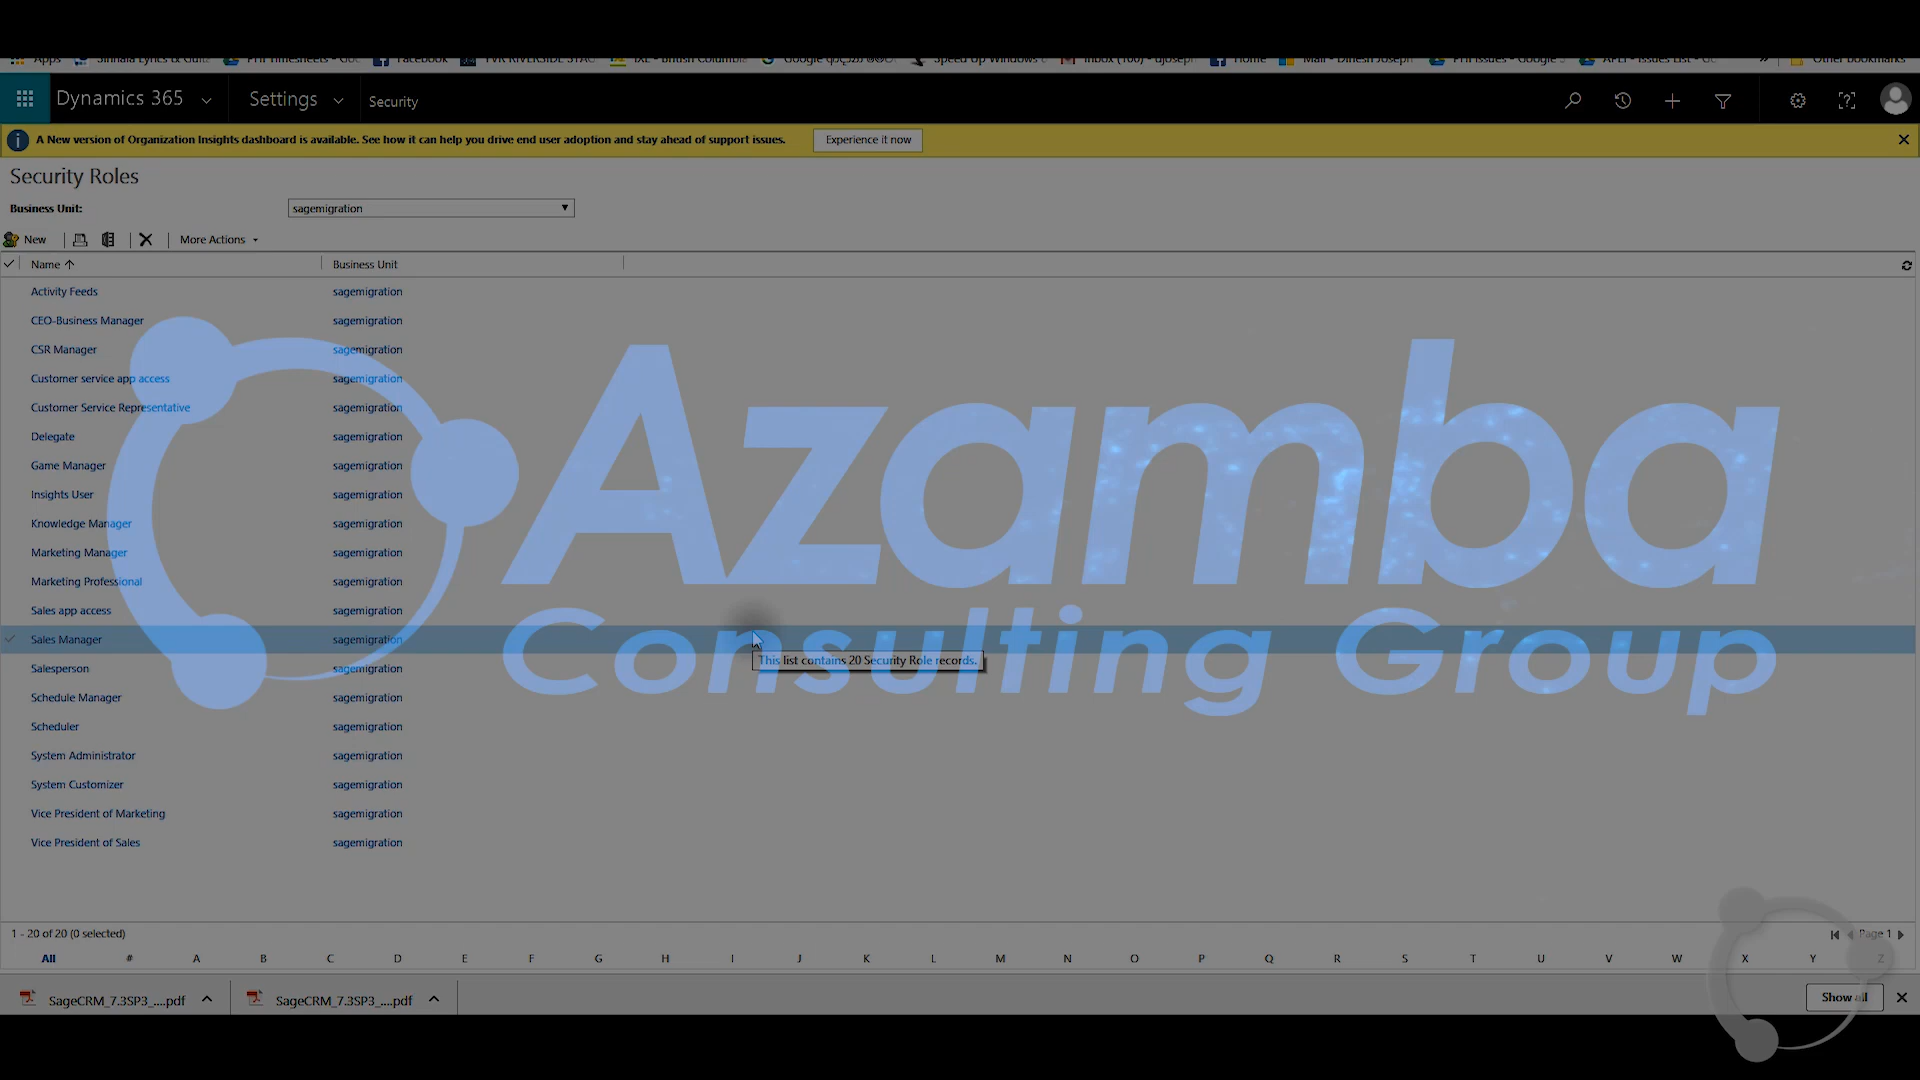 Apps
Facebook
Home
Other bookmarks
Dynamics 365
Settings
Security
A New version of Organization Insights dashboard is available. See how it can help you drive end user adoption and stay ahead of support issues.
Experience it now
Security Roles
Business Unit:
sagemigration
New
More Actions
Name
Business Unit
Activity Feeds sagemigration
CEO-Business Manager sagemigration
CSR Manager sagemigration
Customer service app access sagemigration
Customer Service Representative sagemigration
Delegate sagemigration
Game Manager sagemigration
Insights User sagemigration
Knowledge Manager sagemigration
Marketing Manager sagemigration
Marketing Professional sagemigration
Sales app access sagemigration
Sales Manager sagemigration
Salesperson sagemigration
Schedule Manager sagemigration
Scheduler sagemigration
System Administrator sagemigration
System Customizer sagemigration
Vice President of Marketing sagemigration
Vice President of Sales sagemigration
Azamba
Consulting Group
This list contains 20 Security Role records.
1 - 20 of 20 (0 selected)
Page 1
All # A B C D E F G H I J K L M N O P Q R S T U V W X Y Z
SageCRM_7.3SP3_....pdf
SageCRM_7.3SP3_....pdf
Show all